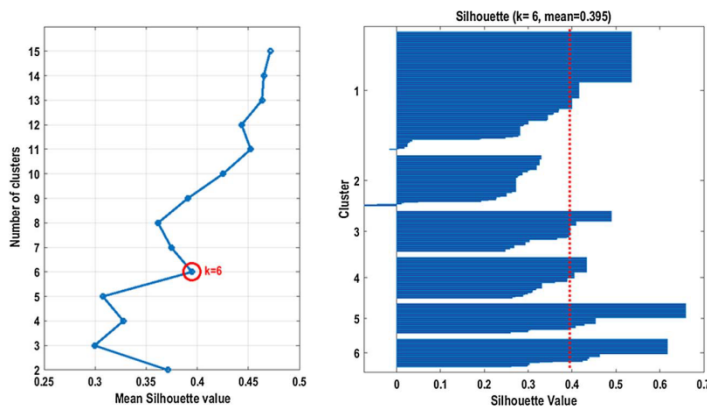 15
14
13
12
11
10
9
8
7
6
5
4
3
2
Number of clusters
k=6
0.25 0.3 0.35 0.4 0.45 0.5
Mean Silhouette value
Silhouette (k= 6, mean=0.395)
1
2
3
4
5
6
Cluster
0 0.1 0.2 0.3 0.4 0.5 0.6 0.7
Silhouette Value